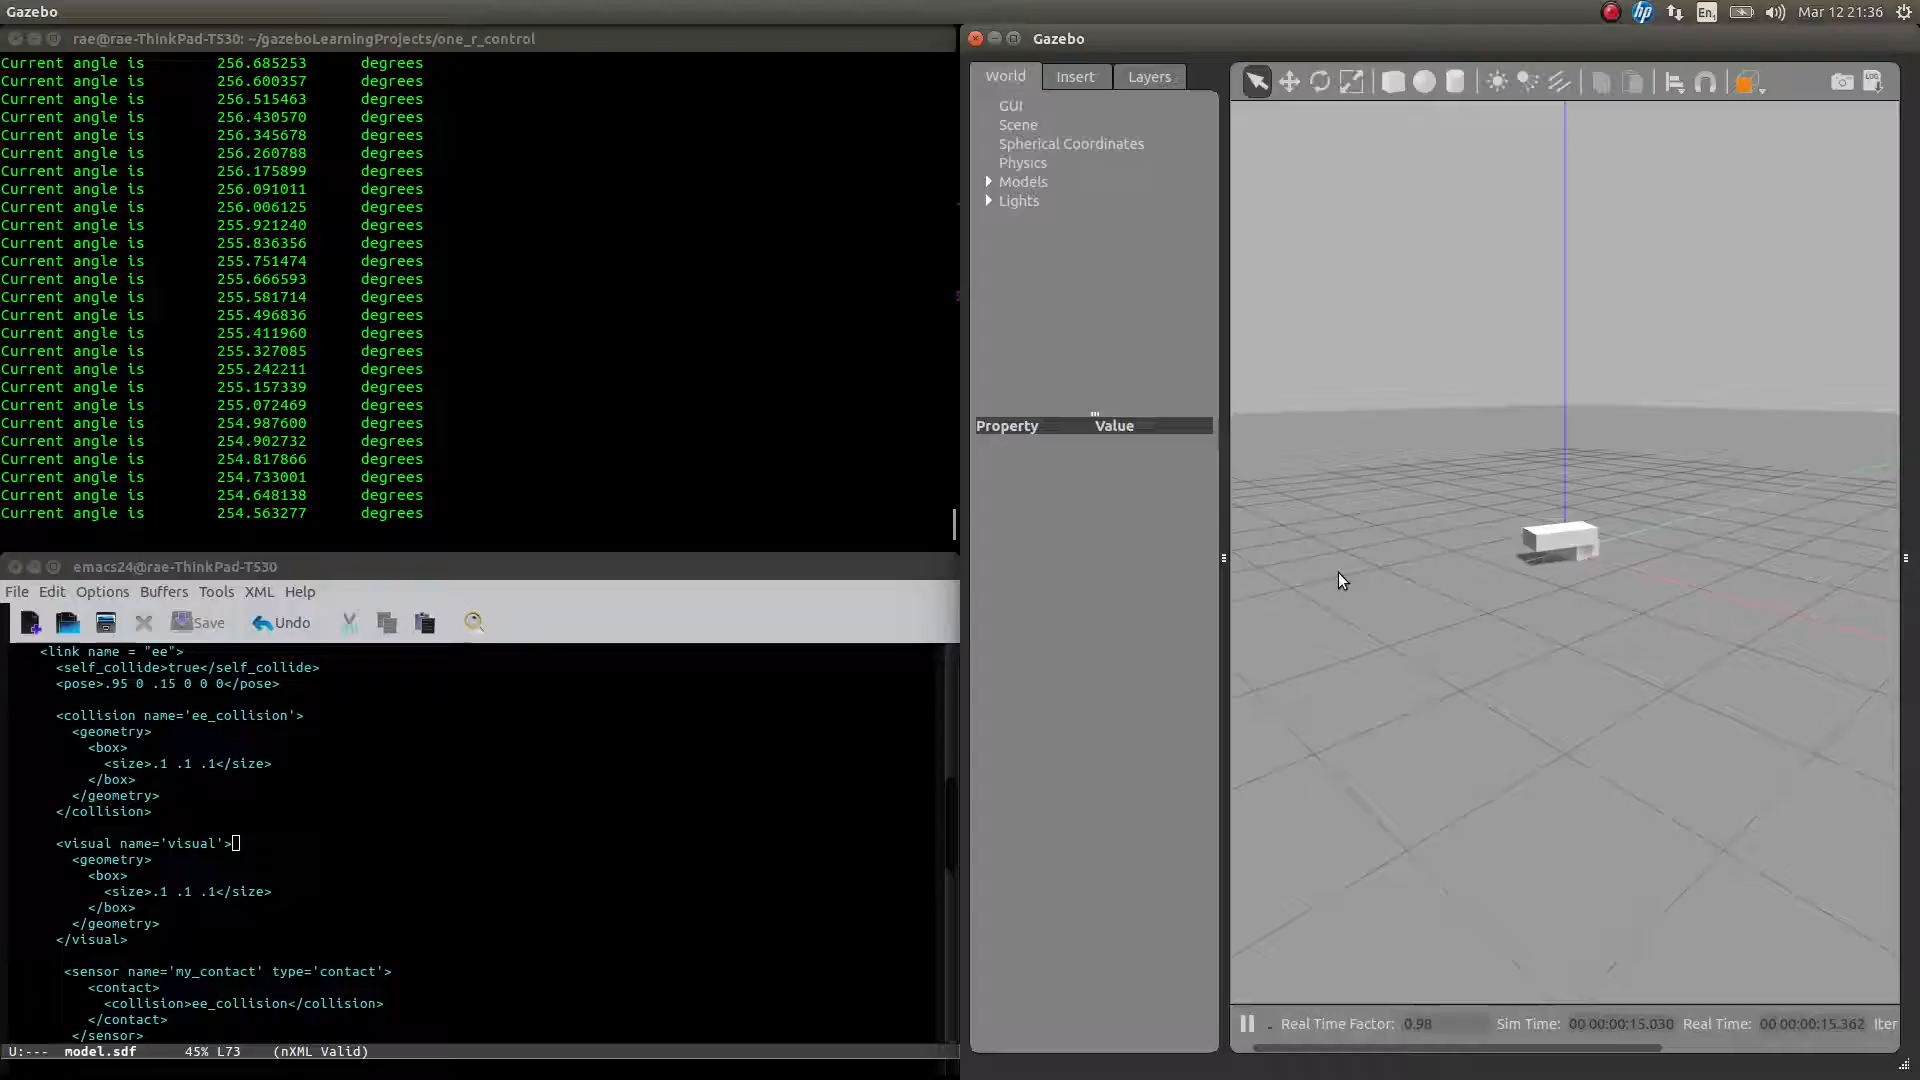 Gazebo
En1
Mar 12 21:36
rae@rae-ThinkPad-T530: ~/gazeboLearningProjects/one_r_control
Current angle is 256.685253 degrees
Current angle is 256.600357 degrees
Current angle is 256.515463 degrees
Current angle is 256.430570 degrees
Current angle is 256.345678 degrees
Current angle is 256.260788 degrees
Current angle is 256.175899 degrees
Current angle is 256.091011 degrees
Current angle is 256.006125 degrees
Current angle is 255.921240 degrees
Current angle is 255.836356 degrees
Current angle is 255.751474 degrees
Current angle is 255.666593 degrees
Current angle is 255.581714 degrees
Current angle is 255.496836 degrees
Current angle is 255.411960 degrees
Current angle is 255.327085 degrees
Current angle is 255.242211 degrees
Current angle is 255.157339 degrees
Current angle is 255.072469 degrees
Current angle is 254.987600 degrees
Current angle is 254.902732 degrees
Current angle is 254.817866 degrees
Current angle is 254.733001 degrees
Current angle is 254.648138 degrees
Current angle is 254.563277 degrees
emacs24@rae-ThinkPad-T530
File Edit Options Buffers Tools XML Help
Save Undo
<link name = "ee">
<self_collide>true</self_collide>
<pose>.95 0 .15 0 0 0</pose>
<collision name='ee_collision'>
<geometry>
<box>
<size>.1 .1 .1</size>
</box>
</geometry>
</collision>
<visual name='visual'>
<geometry>
<box>
<size>.1 .1 .1</size>
</box>
</geometry>
</visual>
<sensor name='my_contact' type='contact'>
<contact>
<collision>ee_collision</collision>
</contact>
</sensor>
U:--- model.sdf 45% L73 (nXML Valid)
Gazebo
World Insert Layers
GUI
Scene
Spherical Coordinates
Physics
Models
Lights
Property Value
hp
LOG
Real Time Factor: 0.98 Sim Time: 00 00:00:15.030 Real Time: 00 00:00:15.362 Iter